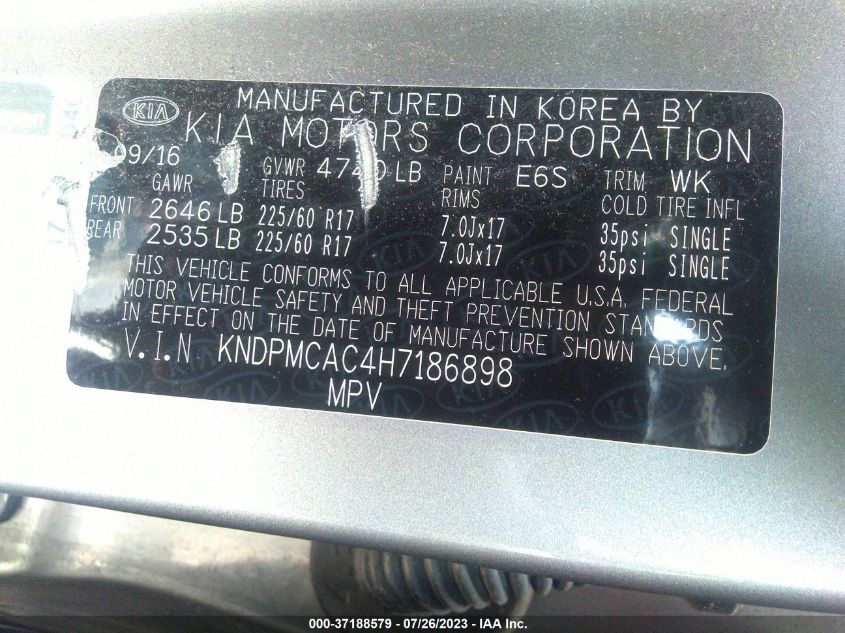 KIA
MANUFACTURED IN KOREA BY
KIA MOTORS CORPORATION
09/16 GVWR LB PAINT E6S TRIM WK
GAWR TIRES RIMS COLD TIRE INFL
FRONT 2646 LB 225/60 R17 7.0Jx17 35psi SINGLE
REAR 2535 LB 225/60 R17 7.0Jx17 35psi SINGLE
THIS VEHICLE CONFORMS TO ALL APPLICABLE U.S.A. FEDERAL
MOTOR VEHICLE SAFETY AND THEFT PREVENTION STANDARDS
IN EFFECT ON THE DATE OF MANUFACTURE SHOWN ABOVE.
V.I.N KNDPMCAC4H7186898
MPV
000-37188579 - 07/26/2023 - IAA Inc.